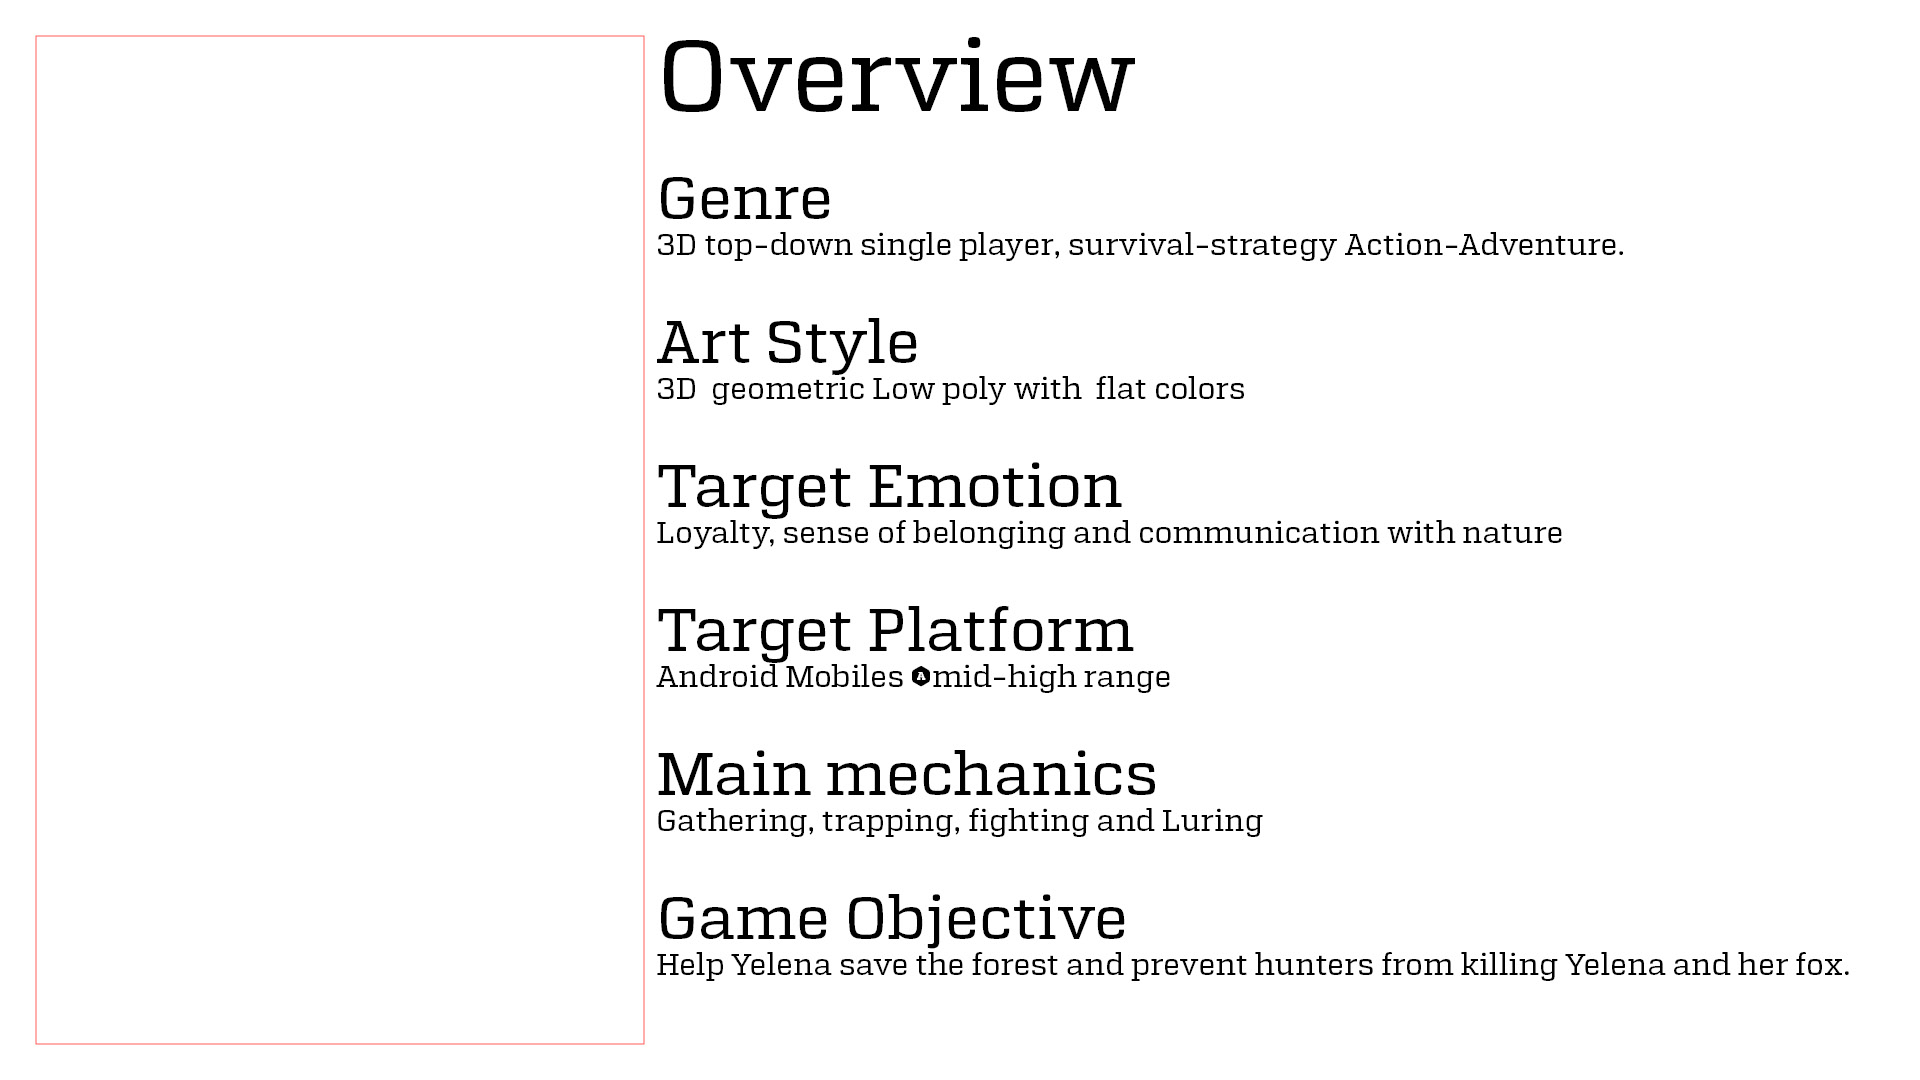 Overview
Genre
3D top-down single player, survival-strategy Action-Adventure.
Art Style
3D  geometric Low poly with  flat colors
Target Emotion
Loyalty, sense of belonging and communication with nature
Target Platform
Android Mobiles A mid-high range
Main mechanics
Gathering, trapping, fighting and Luring
Game Objective
Help Yelena save the forest and prevent hunters from killing Yelena and her fox.